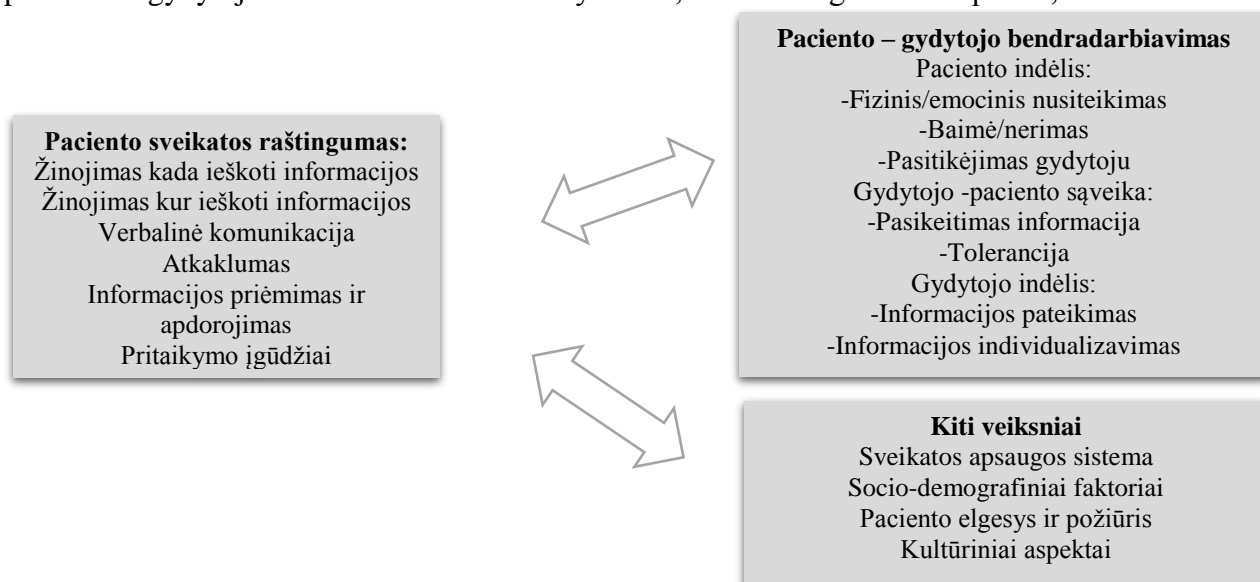 Paciento sveikatos raštingumas:
Žinojimas kada ieškoti informacijos
Žinojimas kur ieškoti informacijos
Verbalinė komunikacija
Atkaklumas
Informacijos priėmimas ir
apdorojimas
Pritaikymo įgūdžiai
Paciento – gydytojo bendradarbiavimas
Paciento indėlis:
-Fizinis/emocinis nusiteikimas
-Baimė/nerimas
-Pasitikėjimas gydytoju
Gydytojo -paciento sąveika:
-Pasikeitimas informacija
-Tolerancija
Gydytojo indėlis:
-Informacijos pateikimas
-Informacijos individualizavimas
Kiti veiksniai
Sveikatos apsaugos sistema
Socio-demografiniai faktoriai
Paciento elgesys ir požiūris
Kultūriniai aspektai